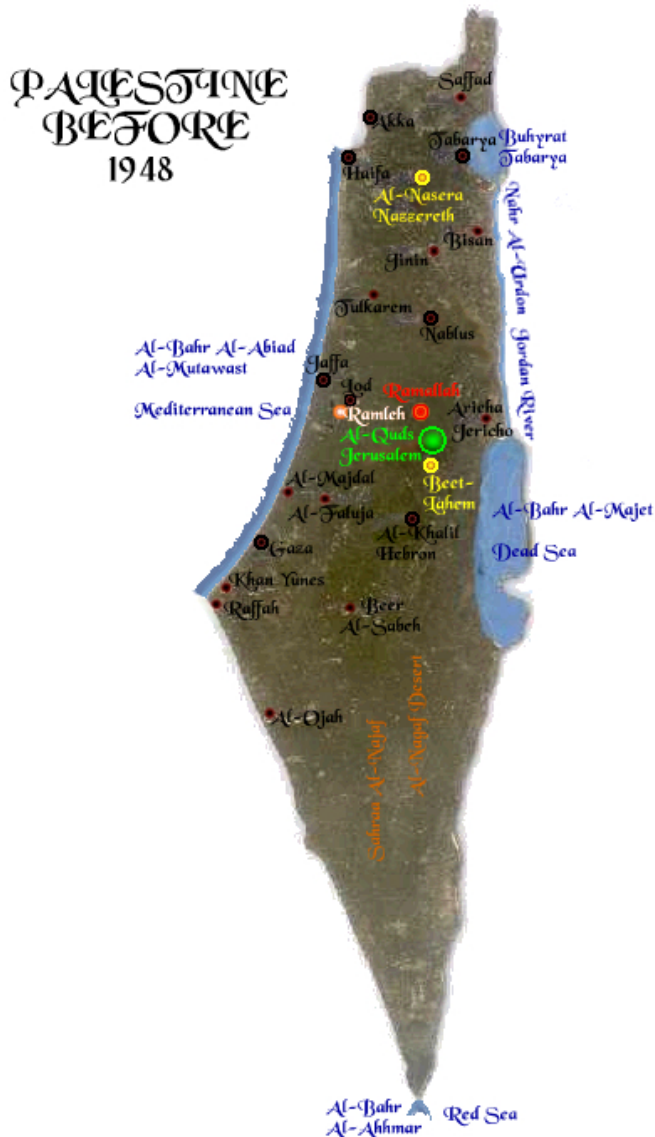 PALESTINE
BEFORE
1948
Saffad
Akka
Tabarya
Buhyrat
Tabarya
Haifa
Al-Nasera
Nazzereth
Nahr Al-Urdon Jordan River
Bisan
Jinin
Tulkarem
Nablus
Al-Bahr Al-Abiad
Al-Mutawast
Mediterranean Sea
Jaffa
Lod
Ramallah
Ramleh
Arieha
Jericho
Al-Quds
Jerusalem
Beet-
Lahem
Al-Majdal
Al-Faluja
Al-Khalil
Hebron
Al-Bahr Al-Majet
Dead Sea
Gaza
Khan Yunes
Raffah
Beer
Al-Sabeh
Al-Ojah
Sahraa Al-Najaf
Al-Nagaf Desert
Al-Bahr
Al-Ahhmar
Red Sea